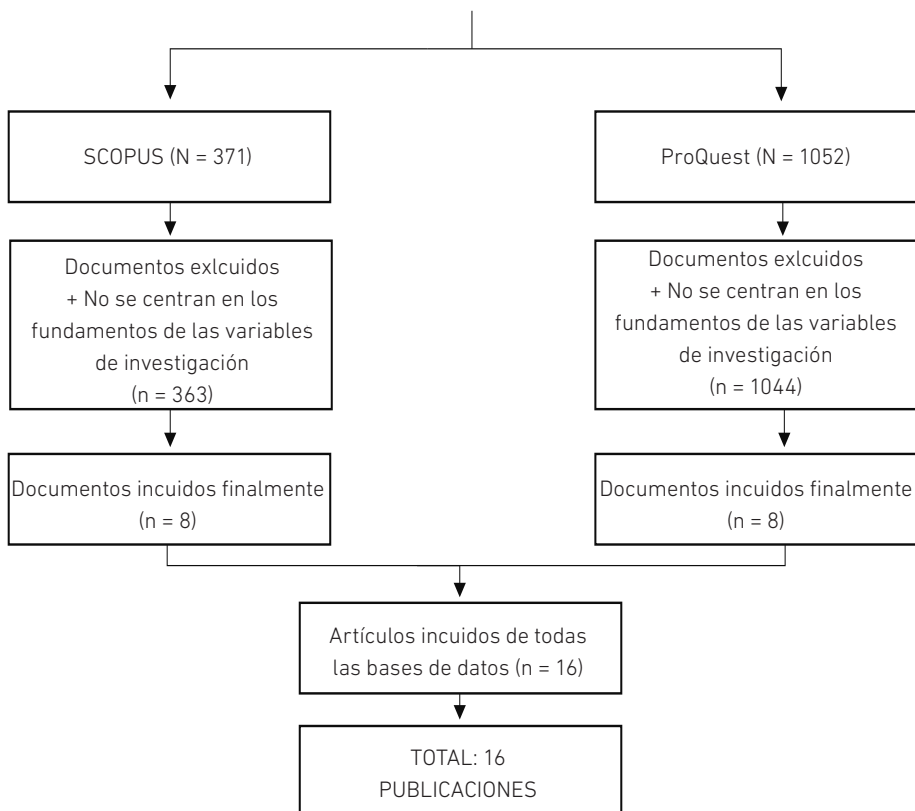 SCOPUS (N = 371)
ProQuest (N = 1052)
Documentos exlcuidos
+ No se centran en los
fundamentos de las variables
de investigación
(n = 363)
Documentos exlcuidos
+ No se centran en los
fundamentos de las variables
de investigación
(n = 1044)
Documentos incuidos finalmente
(n = 8)
Documentos incuidos finalmente
(n = 8)
Artículos incuidos de todas
las bases de datos (n = 16)
TOTAL: 16
PUBLICACIONES